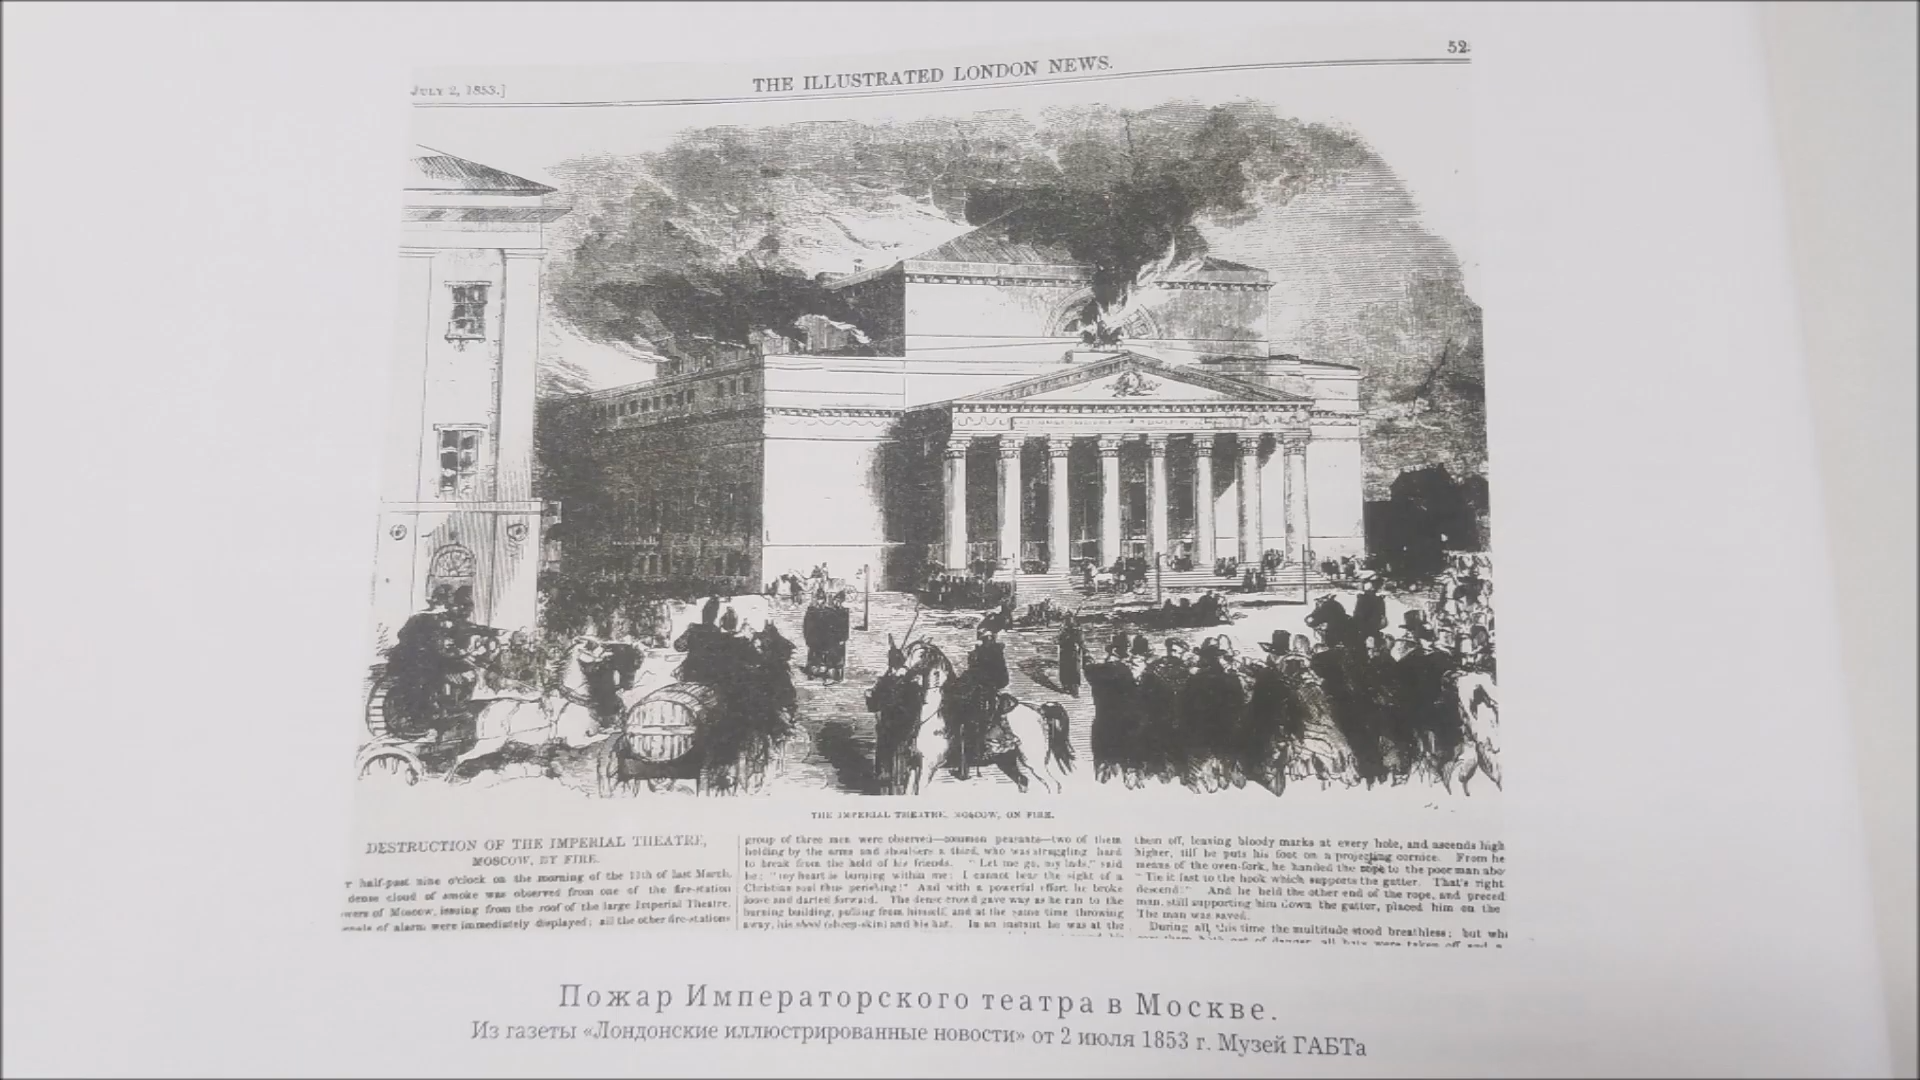 JULY 2, 1853.]
THE ILLUSTRATED LONDON NEWS.
52
THE IMPERIAL THEATRE, MOSCOW, ON FIRE.
DESTRUCTION OF THE IMPERIAL THEATRE,
MOSCOW, BY FIRE.
half-past nine o'clock on the morning of the 11th of last March,
dense cloud of smoke was observed from one of the fire-station
of Moscow, issuing from the roof of the large Imperial Theatre,
of alarm were immediately displayed; all the other fire-stations
group of three men were observed—common peasants—two of them
holding by the arms and shoulders a third, who was struggling hard
to break from the hold of his friends. "Let me go, my lads," said
he; "my heart is burning within me; I cannot bear the sight of a
Christian soul thus perishing!" And with a powerful effort he broke
loose and darted forward. The dense crowd gave way as he ran to the
burning building, pulling from himself, and at the same time throwing
away, his shoob (sheep-skin) and his hat. In an instant he was at the
them off, leaving bloody marks at every hole, and ascends high
higher, till he puts his foot on a projecting cornice. From he
means of the oven-fork, he handed the rope to the poor man abo
"Tie it fast to the hook which supports the gutter. That's right
descend!" And he held the other end of the rope, and preced
man, still supporting him down the gutter, placed him on the
The man was saved.
During all this time the multitude stood breathless; but whi
Пожар Императорского театра в Москве.
Из газеты «Лондонские иллюстрированные новости» от 2 июля 1853 г. Музей ГАБТа